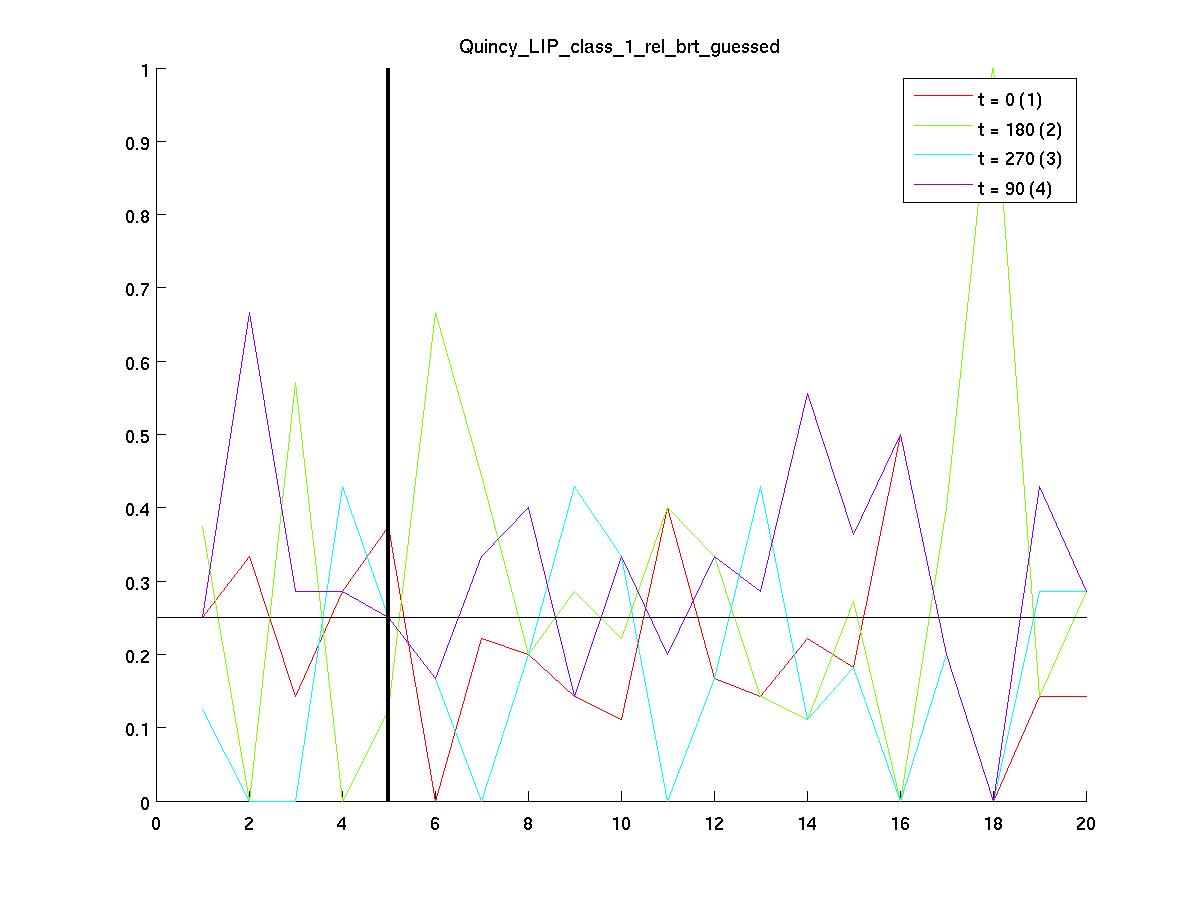 Quincy_LIP_class_1_rel_brt_guessed
1
0.9
0.8
0.7
0.6
0.5
0.4
0.3
0.2
0.1
0
t = 0 (1)
t = 180 (2)
t = 270 (3)
t = 90 (4)
0 2 4 6 8 10 12 14 16 18 20